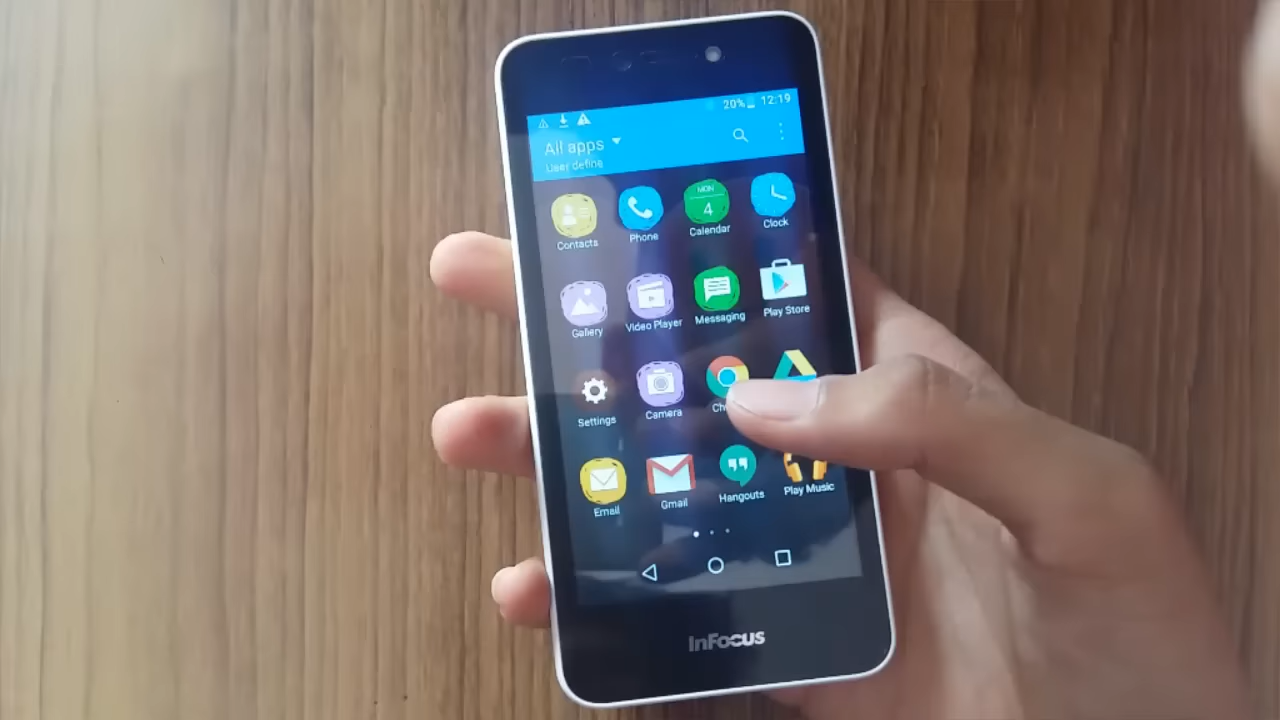 20% 12:19
All apps
User define
Contacts Phone MON 4 Calendar Clock
Gallery Video Player Messaging Play Store
Settings Camera
Email Gmail Hangouts Play Music
InFocus